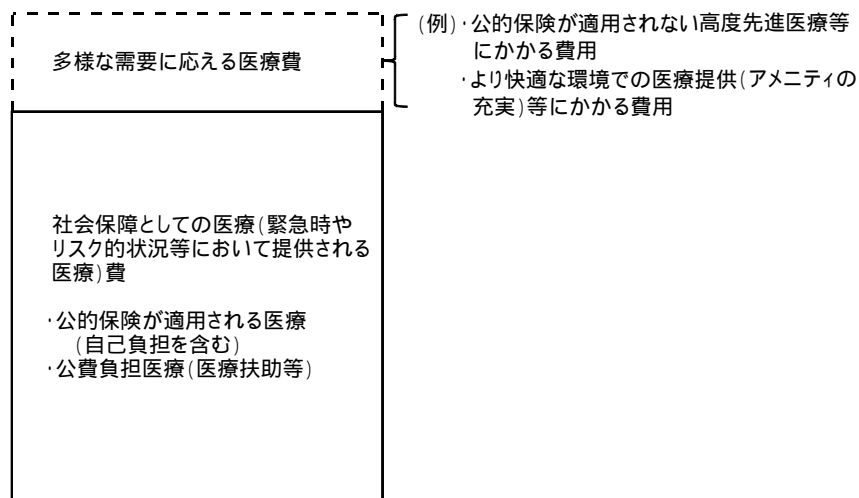 多様な需要に応える医療費
(例)・公的保険が適用されない高度先進医療等
にかかる費用
・より快適な環境での医療提供(アメニティの
充実)等にかかる費用
社会保障としての医療(緊急時や
リスク的状況等において提供される
医療)費
・公的保険が適用される医療
(自己負担を含む)
・公費負担医療(医療扶助等)